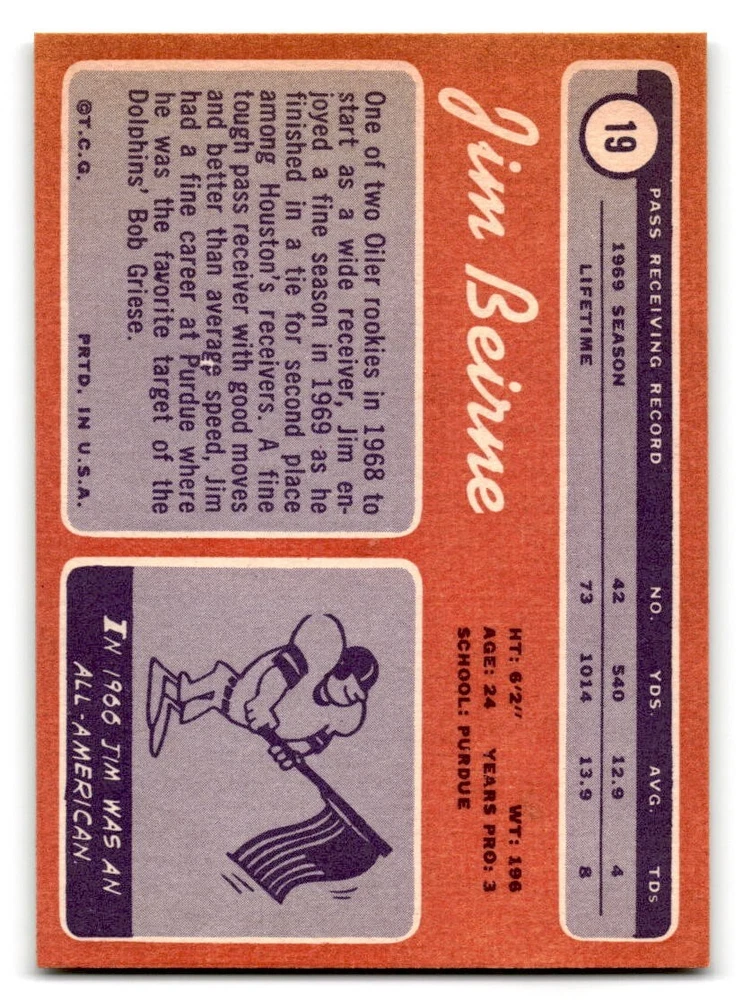 19
PASS RECEIVING RECORD NO. YDS. AVG. TDs
1969 SEASON 42 540 12.9 4
LIFETIME 73 1014 13.9 8
Jim Beirne
HT: 6'2" WT: 196
AGE: 24 YEARS PRO: 3
SCHOOL: PURDUE
One of two Oiler rookies in 1968 to
start as a wide receiver, Jim en-
joyed a fine season in 1969 as he
finished in a tie for second place
among Houston's receivers. A fine
tough pass receiver with good moves
and better than average speed, Jim
had a fine career at Purdue where
he was the favorite target of the
Dolphins' Bob Griese.
©T.C.G. PRTD. IN U.S.A.
IN 1966 JIM WAS AN
ALL-AMERICAN